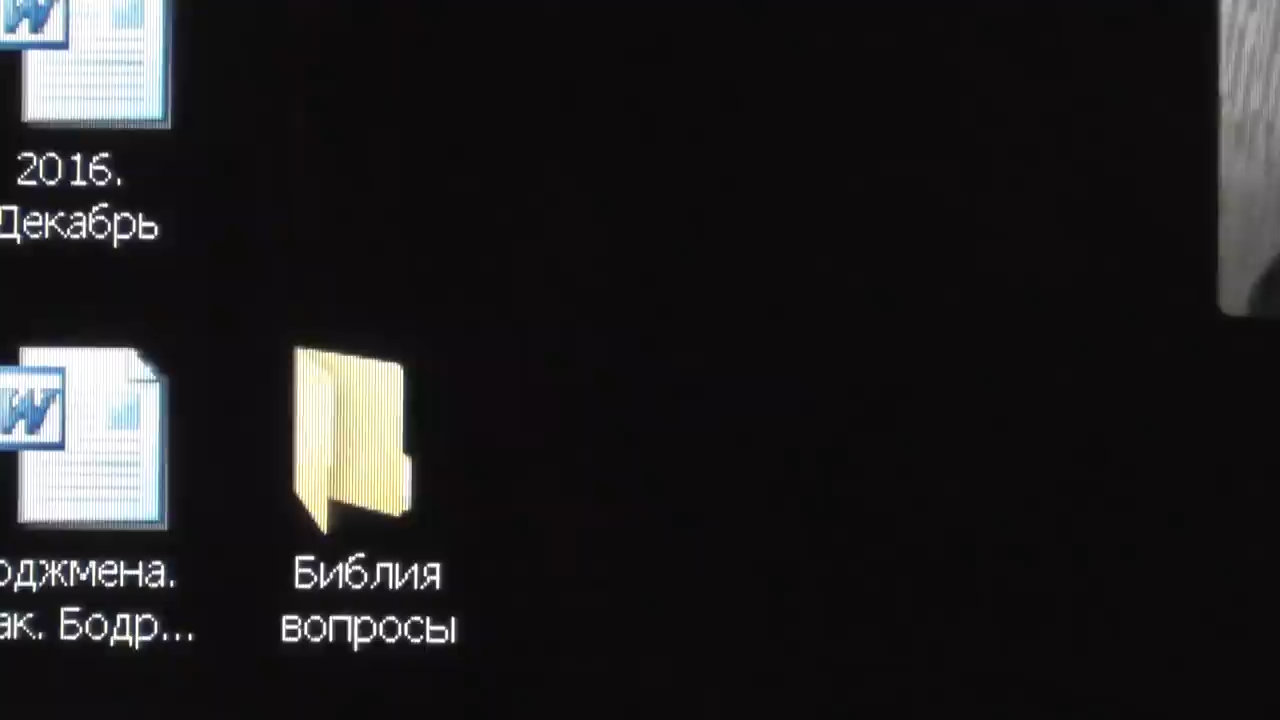 W
2016.
Декабрь
W
оджмена.
ак. Бодр...
Библия
вопросы